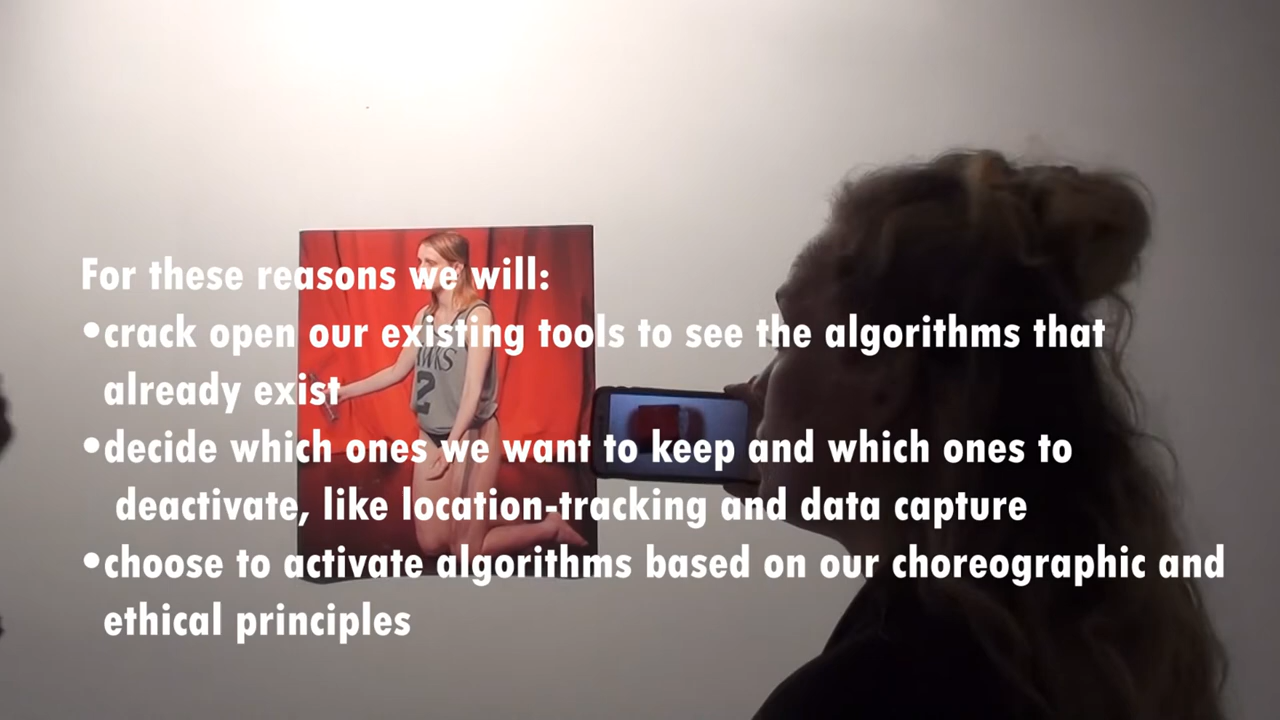 For these reasons we will:
•crack open our existing tools to see the algorithms that
already exist
•decide which ones we want to keep and which ones to
deactivate, like location-tracking and data capture
•choose to activate algorithms based on our choreographic and
ethical principles
WKS
2